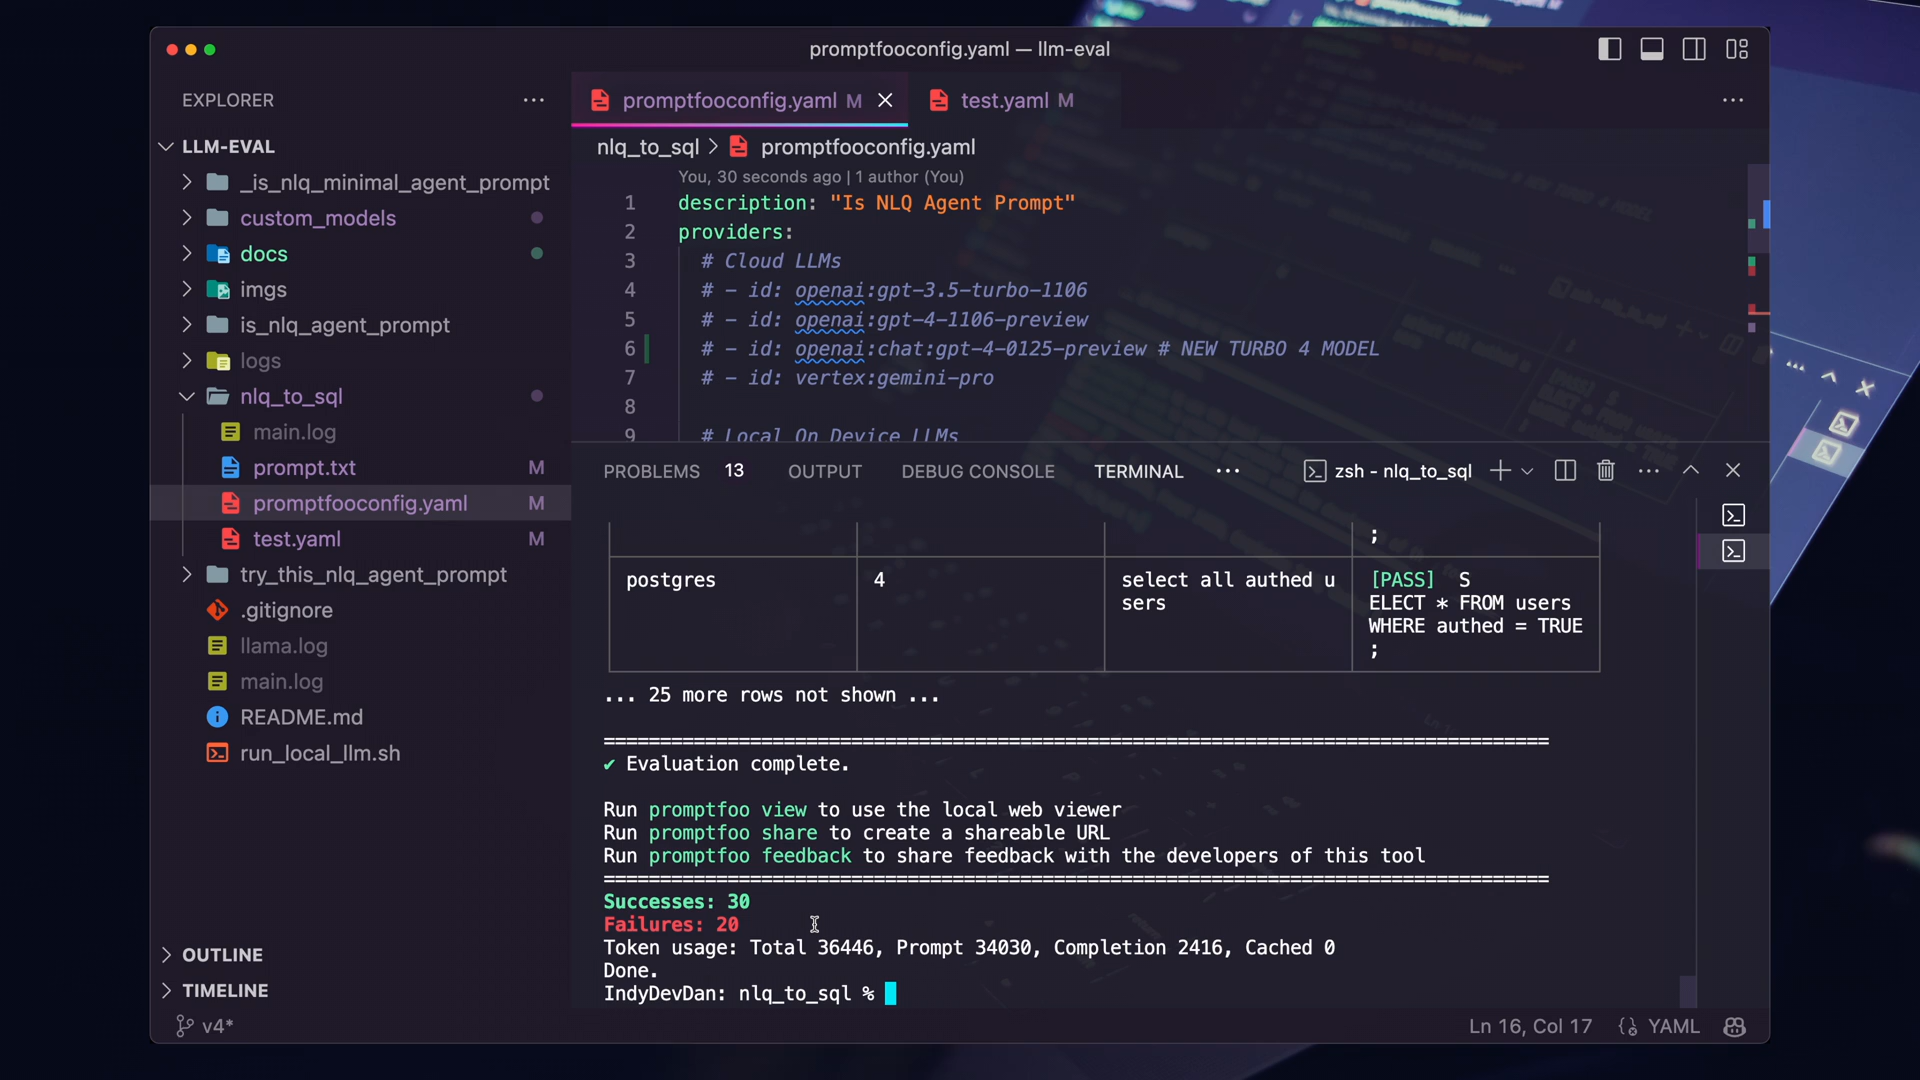 promptfooconfig.yaml — llm-eval
EXPLORER
LLM-EVAL
_is_nlq_minimal_agent_prompt
custom_models
docs
imgs
is_nlq_agent_prompt
logs
nlq_to_sql
main.log
prompt.txt M
promptfooconfig.yaml M
test.yaml M
try_this_nlq_agent_prompt
.gitignore
llama.log
main.log
README.md
run_local_llm.sh
OUTLINE
TIMELINE
v4*
promptfooconfig.yaml M
test.yaml M
nlq_to_sql > promptfooconfig.yaml
You, 30 seconds ago | 1 author (You)
1 description: "Is NLQ Agent Prompt"
2 providers:
3 # Cloud LLMs
4 # - id: openai:gpt-3.5-turbo-1106
5 # - id: openai:gpt-4-1106-preview
6 # - id: openai:chat:gpt-4-0125-preview # NEW TURBO 4 MODEL
7 # - id: vertex:gemini-pro
8
9 # Local On Device LLMs
PROBLEMS 13 OUTPUT DEBUG CONSOLE TERMINAL
zsh - nlq_to_sql
;
postgres 4 select all authed u [PASS] S
sers ELECT * FROM users
WHERE authed = TRUE
;
... 25 more rows not shown ...
================================================================================
✔ Evaluation complete.
Run promptfoo view to use the local web viewer
Run promptfoo share to create a shareable URL
Run promptfoo feedback to share feedback with the developers of this tool
================================================================================
Successes: 30
Failures: 20
Token usage: Total 36446, Prompt 34030, Completion 2416, Cached 0
Done.
IndyDevDan: nlq_to_sql %
Ln 16, Col 17 YAML